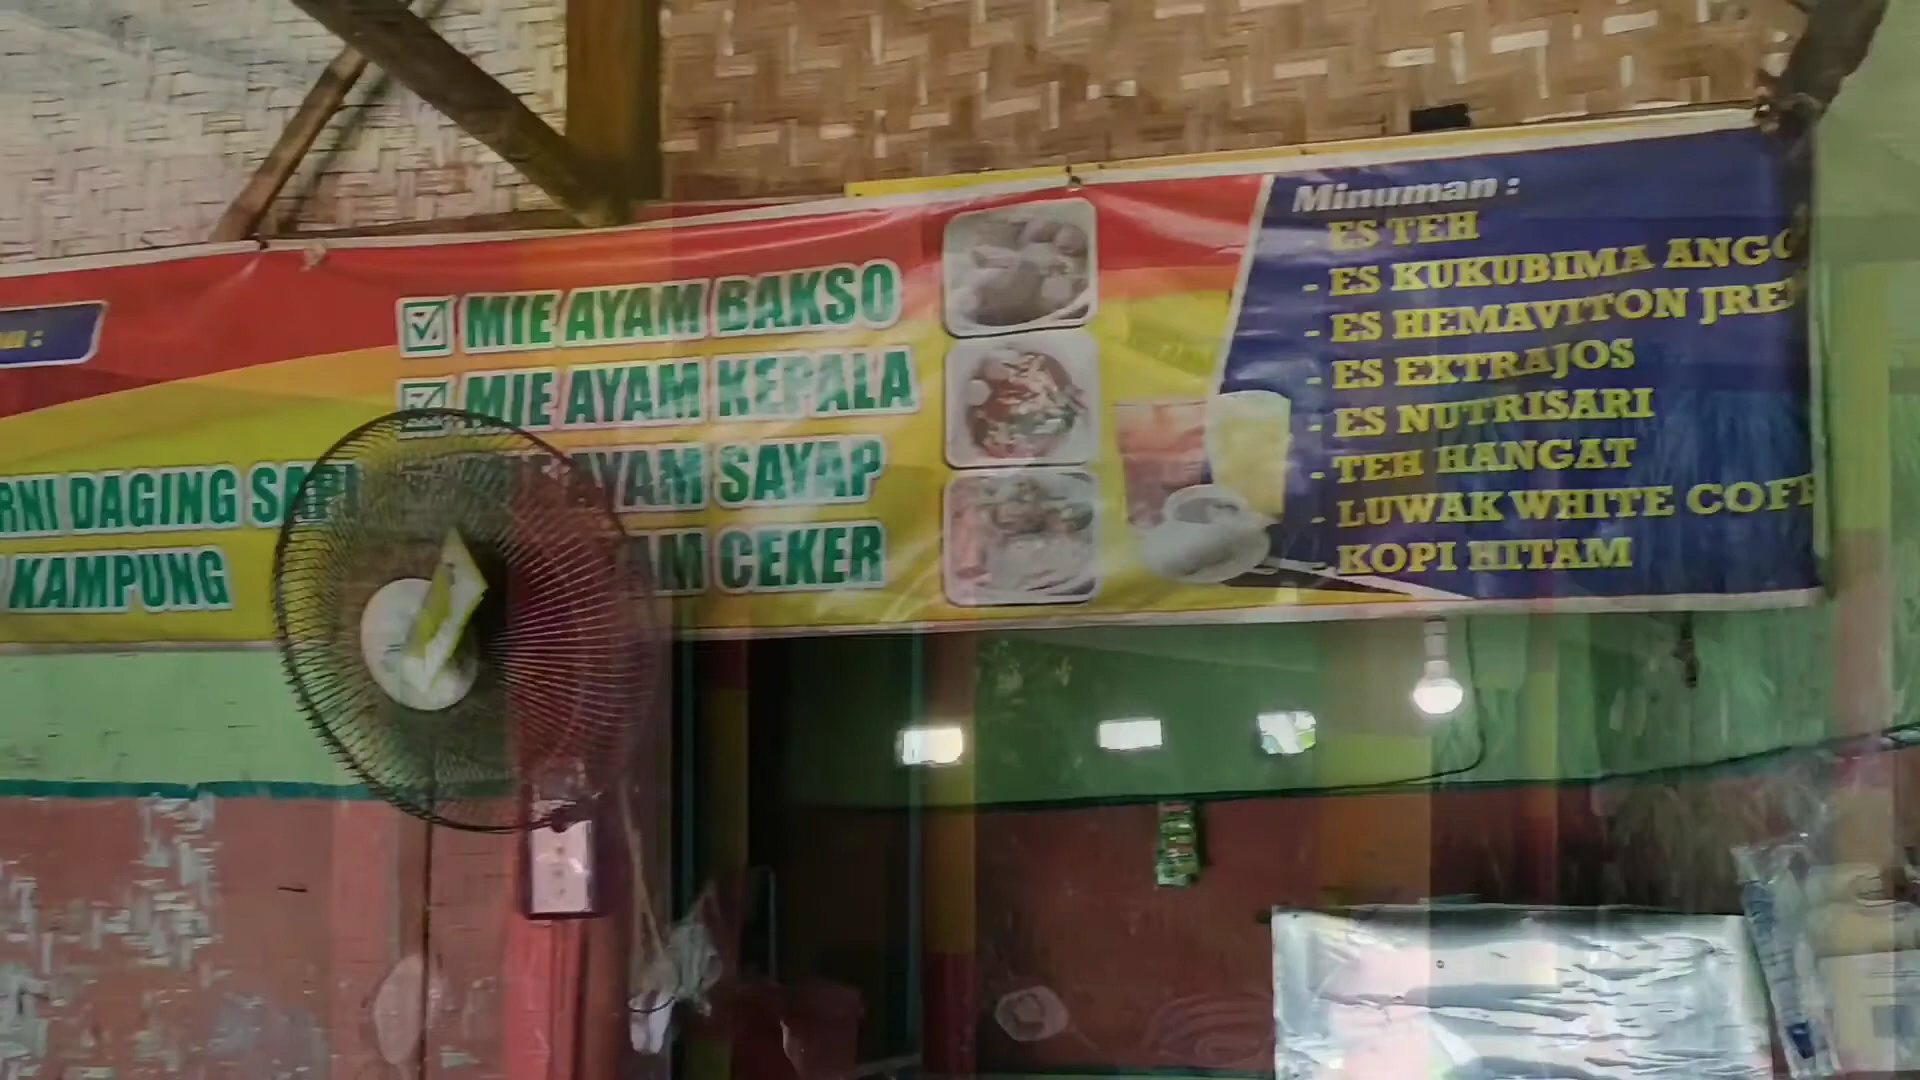 RNI DAGING SAPI
KAMPUNG
MIE AYAM BAKSO
MIE AYAM KEPALA
AYAM SAYAP
AM CEKER
Minuman :
- ES TEH
- ES KUKUBIMA ANGG
- ES HEMAVITON JRE
- ES EXTRAJOS
- ES NUTRISARI
- TEH HANGAT
- LUWAK WHITE COFF
- KOPI HITAM